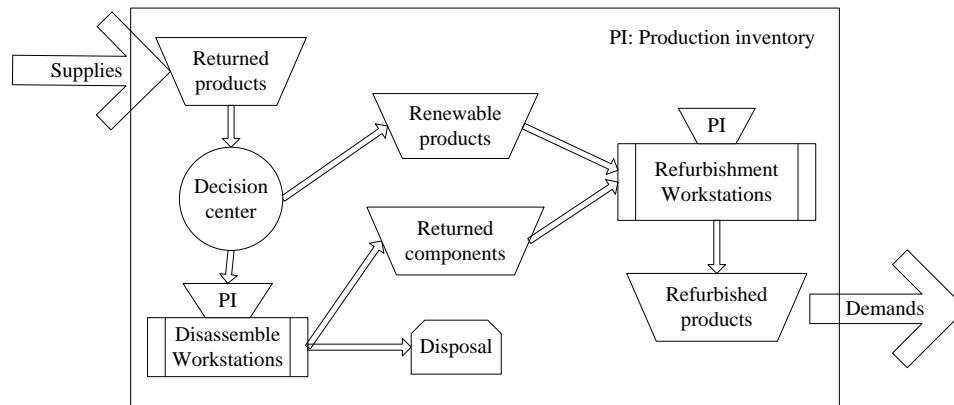 PI: Production inventory
Supplies
Returned
products
Renewable
products
PI
Decision
center
Refurbishment
Workstations
Returned
components
PI
Refurbished
products
Demands
Disassemble
Workstations
Disposal